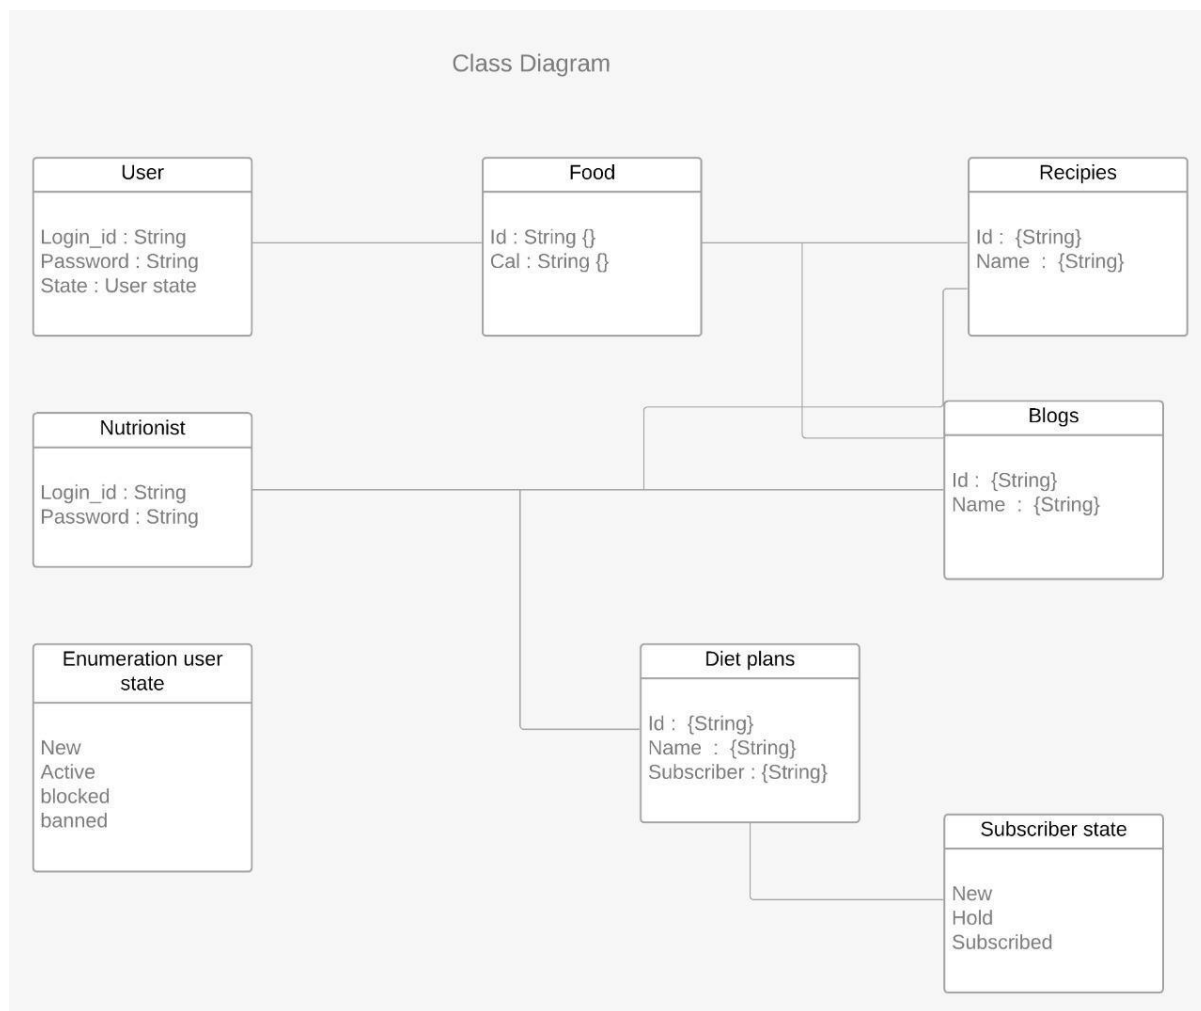 Class Diagram
User
Login_id : String
Password : String
State : User state
Food
Id : String {}
Cal : String {}
Recipies
Id : {String}
Name : {String}
Nutrionist
Login_id : String
Password : String
Blogs
Id : {String}
Name : {String}
Enumeration user
state
New
Active
blocked
banned
Diet plans
Id : {String}
Name : {String}
Subscriber : {String}
Subscriber state
New
Hold
Subscribed